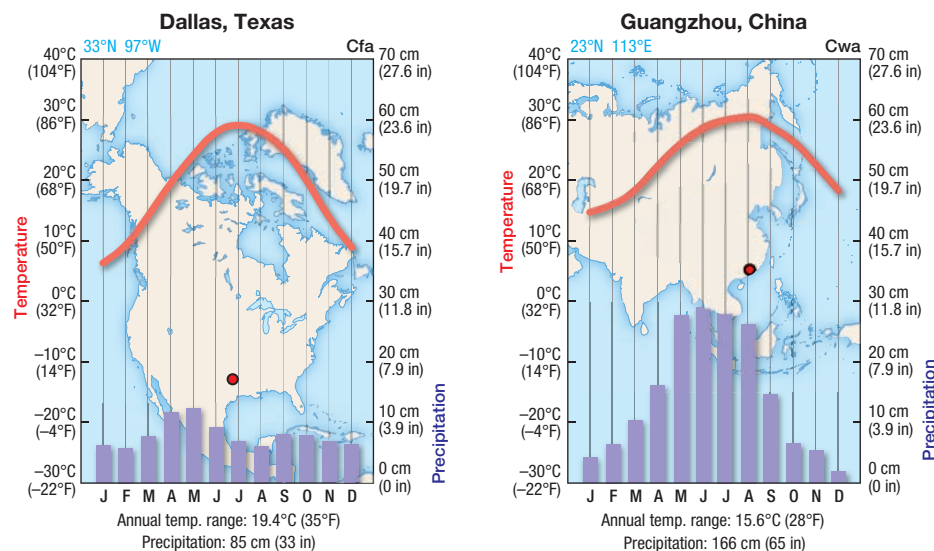 Dallas, Texas
33°N 97°W
Cfa
40°C
(104°F)
30°C
(86°F)
20°C
(68°F)
10°C
(50°F)
0°C
(32°F)
–10°C
(14°F)
–20°C
(–4°F)
–30°C
(–22°F)
Temperature
70 cm
(27.6 in)
60 cm
(23.6 in)
50 cm
(19.7 in)
40 cm
(15.7 in)
30 cm
(11.8 in)
20 cm
(7.9 in)
10 cm
(3.9 in)
0 cm
(0 in)
Precipitation
J F M A M J J A S O N D
Annual temp. range: 19.4°C (35°F)
Precipitation: 85 cm (33 in)
Guangzhou, China
23°N 113°E
Cwa
40°C
(104°F)
30°C
(86°F)
20°C
(68°F)
10°C
(50°F)
0°C
(32°F)
–10°C
(14°F)
–20°C
(–4°F)
–30°C
(–22°F)
Temperature
70 cm
(27.6 in)
60 cm
(23.6 in)
50 cm
(19.7 in)
40 cm
(15.7 in)
30 cm
(11.8 in)
20 cm
(7.9 in)
10 cm
(3.9 in)
0 cm
(0 in)
Precipitation
J F M A M J J A S O N D
Annual temp. range: 15.6°C (28°F)
Precipitation: 166 cm (65 in)